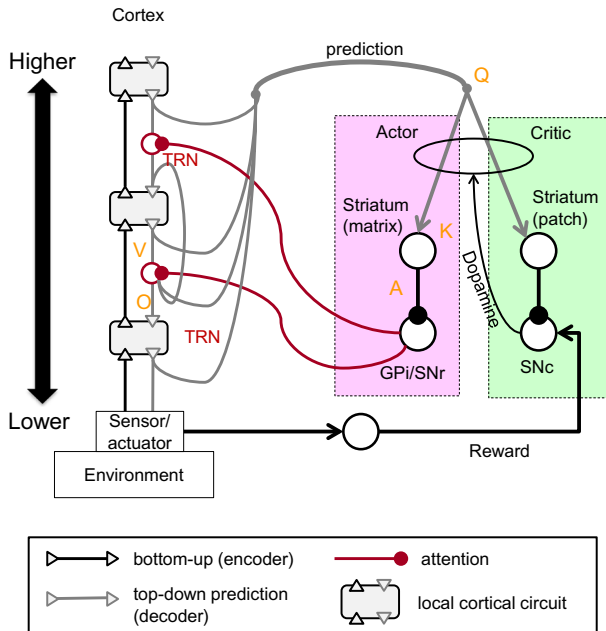 Cortex
Higher
prediction
Q
Actor
Critic
TRN
Striatum
(matrix)
Striatum
(patch)
K
V
A
O
Dopamine
TRN
GPi/SNr
SNc
Lower
Sensor/
actuator
Environment
Reward
bottom-up (encoder)
attention
top-down prediction
(decoder)
local cortical circuit